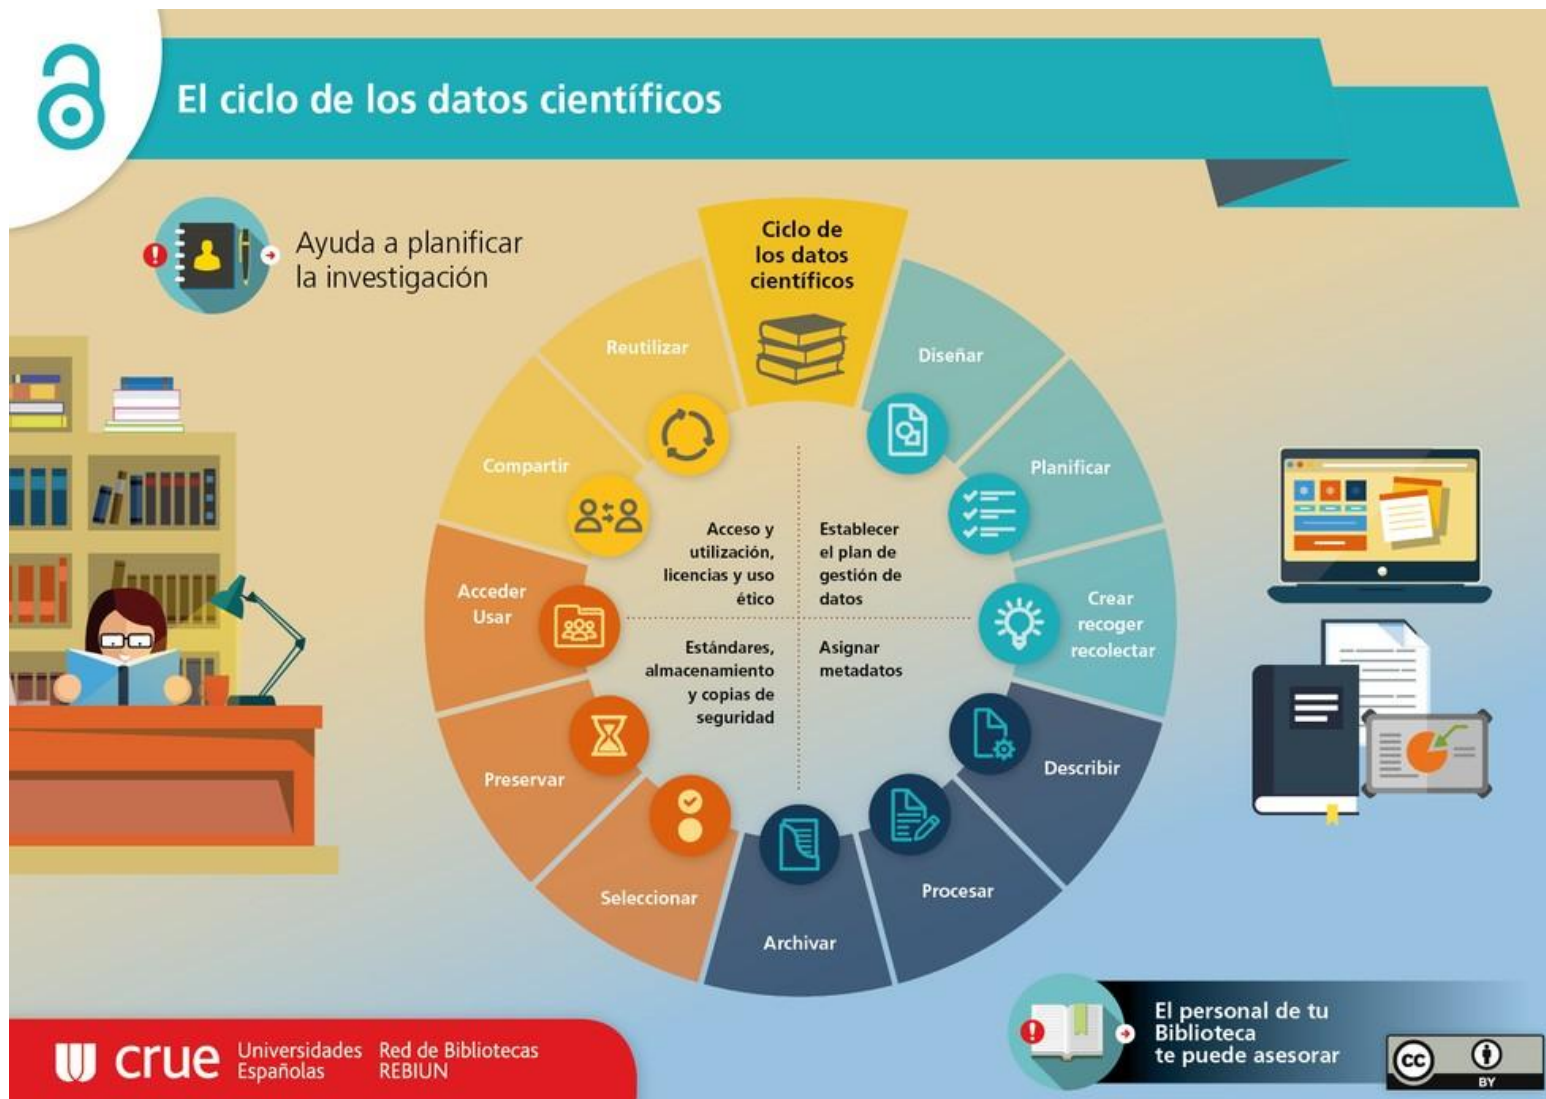 El ciclo de los datos científicos
Ayuda a planificar
la investigación
Ciclo de
los datos
científicos
Diseñar
Planificar
Crear
recoger
recolectar
Describir
Procesar
Archivar
Seleccionar
Preservar
Acceder
Usar
Compartir
Reutilizar
Acceso y
utilización,
licencias y uso
ético
Establecer
el plan de
gestión de
datos
Estándares,
almacenamiento
y copias de
seguridad
Asignar
metadatos
El personal de tu
Biblioteca
te puede asesorar
crue
Universidades
Españolas
Red de Bibliotecas
REBIUN
cc
BY